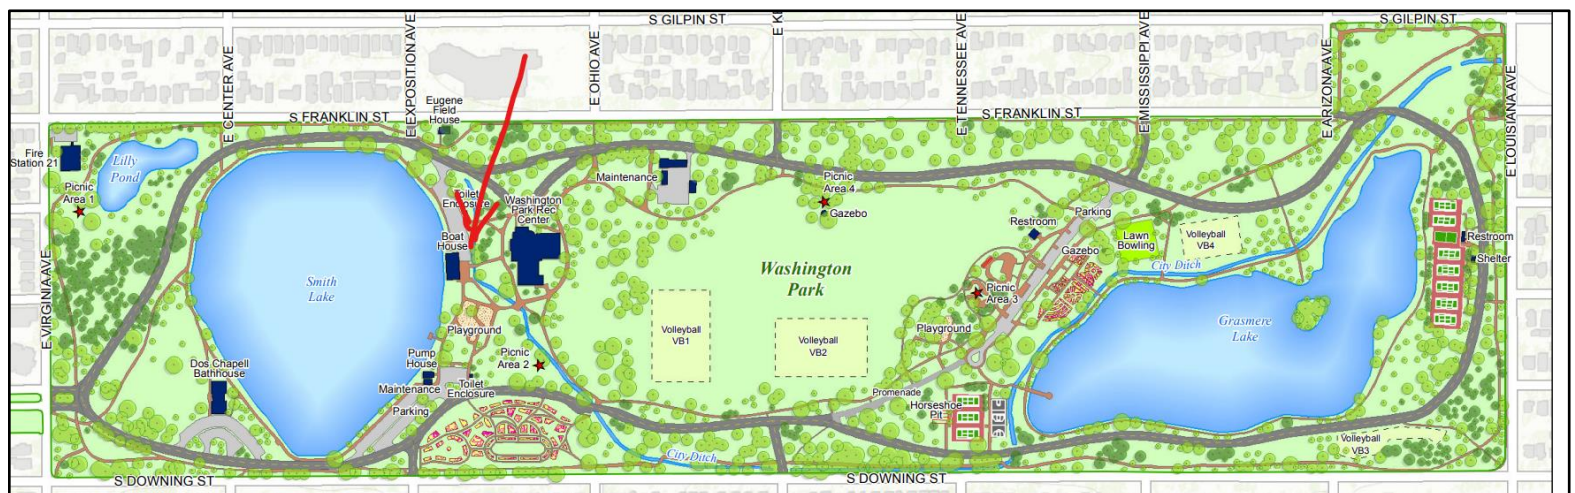 S GILPIN ST
S GILPIN ST
E CENTER AVE
E EXPOSITION AVE
E OHIO AVE
E TENNESSEE AVE
E MISSISSIPPI AVE
E ARIZONA AVE
E LOUISIANA AVE
E VIRGINIA AVE
S FRANKLIN ST
S FRANKLIN ST
Eugene
Field
House
Fire
Station 21
Lilly
Pond
Picnic
Area 1
Toilet
Enclosure
Washington
Park Rec
Center
Boat
House
Maintenance
Picnic
Area 4
Gazebo
Restroom
Parking
Gazebo
Lawn
Bowling
Volleyball
VB4
City Ditch
Restroom
Shelter
Smith
Lake
Washington
Park
Picnic
Area 3
Grasmere
Lake
Playground
Volleyball
VB1
Volleyball
VB2
Playground
Dos Chapell
Bathhouse
Pump
House
Picnic
Area 2
Maintenance
Toilet
Enclosure
Parking
Promenade
Horseshoe
Pit
City Ditch
Volleyball
VB3
S DOWNING ST
S DOWNING ST